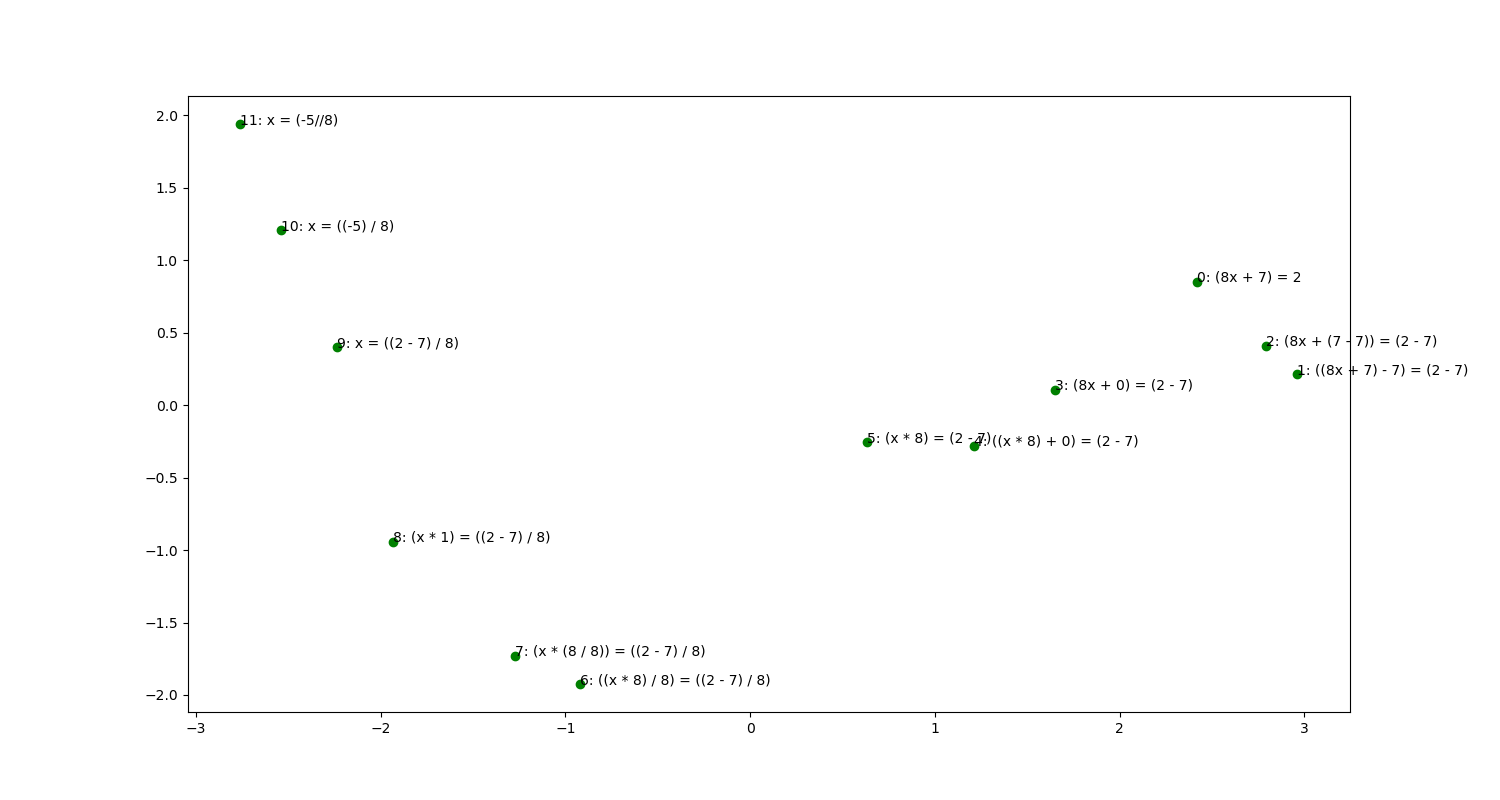 2.0
1.5
1.0
0.5
0.0
−0.5
−1.0
−1.5
−2.0
11: x = (-5//8)
10: x = ((-5) / 8)
0: (8x + 7) = 2
9: x = ((2 - 7) / 8)
2: (8x + (7 - 7)) = (2 - 7)
1: ((8x + 7) - 7) = (2 - 7)
3: (8x + 0) = (2 - 7)
5: (x * 8) = (2 - 7)
4: ((x * 8) + 0) = (2 - 7)
8: (x * 1) = ((2 - 7) / 8)
7: (x * (8 / 8)) = ((2 - 7) / 8)
6: ((x * 8) / 8) = ((2 - 7) / 8)
−3 −2 −1 0 1 2 3